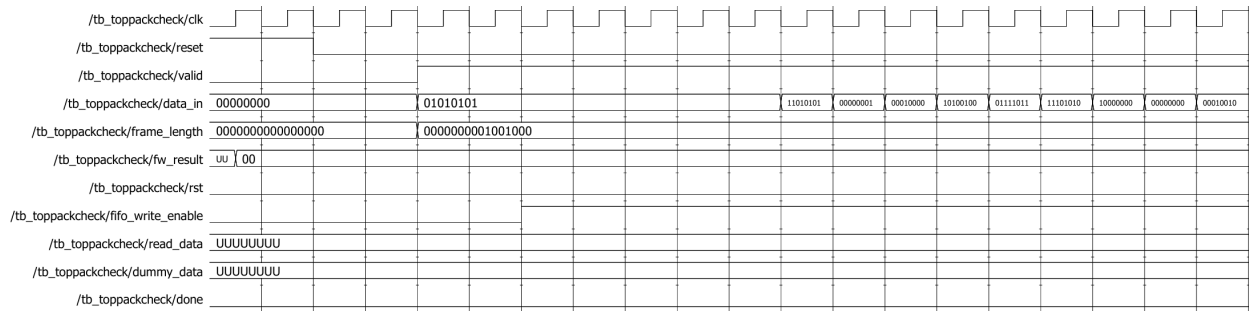 /tb_toppackcheck/clk
/tb_toppackcheck/reset
/tb_toppackcheck/valid
/tb_toppackcheck/data_in 00000000 01010101 11010101 00000001 00010000 10100100 01111011 11101010 10000000 00000000 00010010
/tb_toppackcheck/frame_length 0000000000000000 0000000001001000
/tb_toppackcheck/fw_result UU 00
/tb_toppackcheck/rst
/tb_toppackcheck/fifo_write_enable
/tb_toppackcheck/read_data UUUUUUUU
/tb_toppackcheck/dummy_data UUUUUUUU
/tb_toppackcheck/done